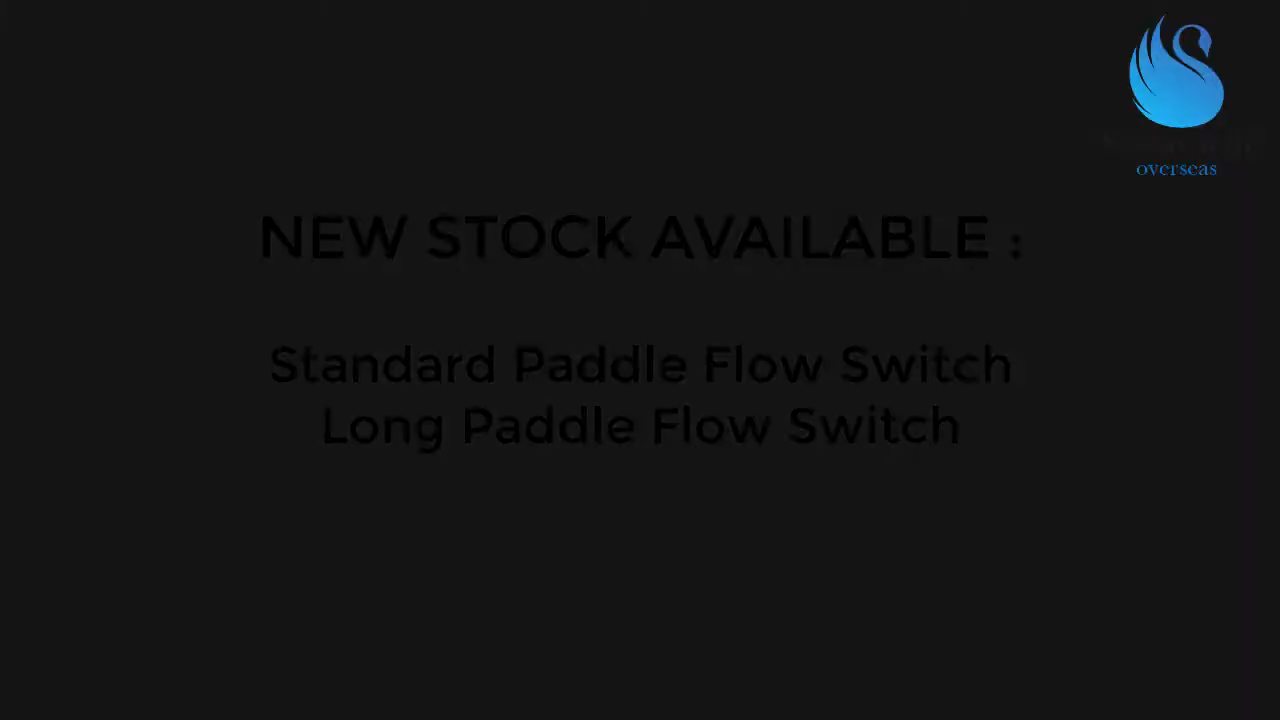 overseas
NEW STOCK AVAILABLE :
Standard Paddle Flow Switch
Long Paddle Flow Switch